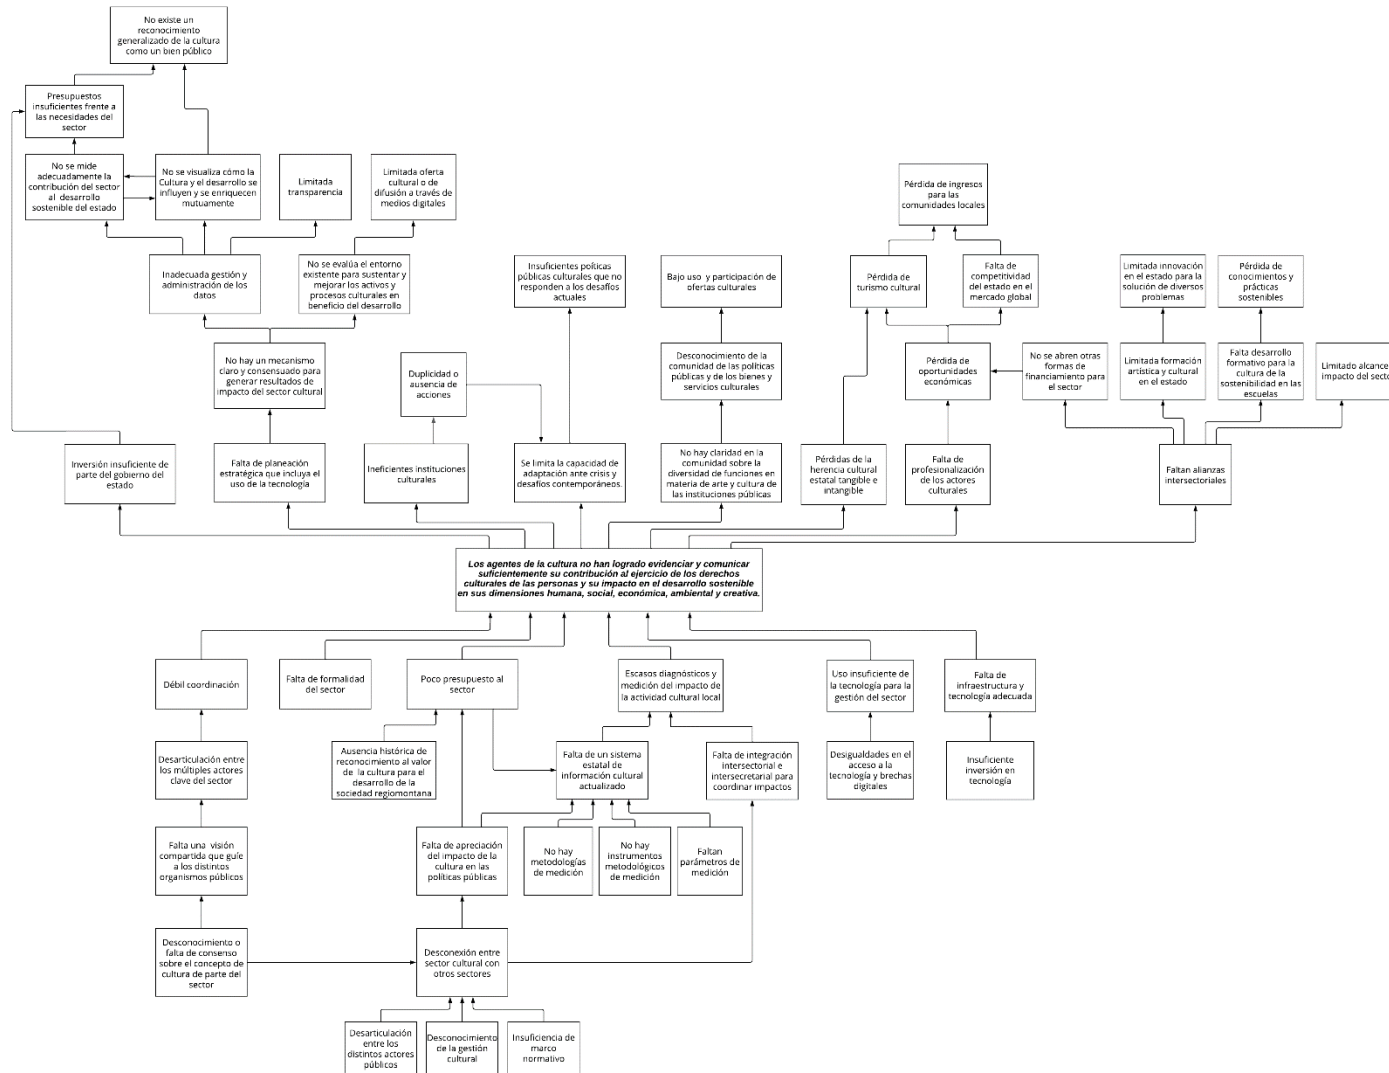 No existe un
reconocimiento
generalizado de la cultura
como un bien público
Presupuestos
insuficientes frente a
las necesidades del
sector
No se mide
adecuadamente la
contribución del sector
al desarrollo
sostenible del estado
No se visualiza cómo la
Cultura y el desarrollo se
influyen y se enriquecen
mutuamente
Limitada
transparencia
Limitada oferta
cultural o de
difusión a través de
medios digitales
Pérdida de ingresos
para las
comunidades locales
Inadecuada gestión y
administración de los
datos
No se evalúa el entorno
existente para sustentar y
mejorar los activos y
procesos culturales en
beneficio del desarrollo
Insuficientes poíticas
públicas culturales que no
responden a los desafíos
actuales
Bajo uso y participación de
ofertas culturales
Pérdida de
turismo cultural
Falta de
competitividad
del estado en el
mercado global
Limitada innovación
en el estado para la
solución de diversos
problemas
Pérdida de
conocimientos y
prácticas
sostenibles
No hay un mecanismo
claro y consensuado para
generar resultados de
impacto del sector cultural
Duplicidad o
ausencia de
acciones
Desconocimiento de la
comunidad de las políticas
públicas y de los bienes y
servicios culturales
Pérdida de
oportunidades
económicas
No se abren otras
formas de
financiamiento para
el sector
Limitada formación
artística y cultural
en el estado
Falta desarrollo
formativo para la
cultura de la
sostenibilidad en las
escuelas
Limitado alcance
impacto del secto
Inversión insuficiente de
parte del gobierno del
estado
Falta de planeación
estratégica que incluya el
uso de la tecnología
Ineficientes instituciones
culturales
Se limita la capacidad de
adaptación ante crisis y
desafíos contemporáneos.
No hay claridad en la
comunidad sobre la
diversidad de funciones en
materia de arte y cultura de
las instituciones públicas
Pérdidas de la
herencia cultural
estatal tangible e
intangible
Falta de
profesionalización
de los actores
culturales
Faltan alianzas
intersectoriales
Los agentes de la cultura no han logrado evidenciar y comunicar
suficientemente su contribución al ejercicio de los derechos
culturales de las personas y su impacto en el desarrollo sostenible
en sus dimensiones humana, social, económica, ambiental y creativa.
Débil coordinación
Falta de formalidad
del sector
Poco presupuesto al
sector
Escasos diagnósticos y
medición del impacto de
la actividad cultural local
Uso insuficiente de
la tecnología para la
gestión del sector
Falta de
infraestructura y
tecnología adecuada
Desarticulación entre
los múltiples actores
clave del sector
Ausencia histórica de
reconocimiento al valor
de la cultura para el
desarrollo de la
sociedad regiomontana
Falta de un sistema
estatal de
información cultural
actualizado
Falta de integración
intersectorial e
intersecretarial para
coordinar impactos
Desigualdades en el
acceso a la
tecnología y brechas
digitales
Insuficiente
inversión en
tecnología
Falta una visión
compartida que guíe
a los distintos
organismos públicos
Falta de apreciación
del impacto de la
cultura en las
políticas públicas
No hay
metodologías
de medición
No hay
instrumentos
metodológicos
de medición
Faltan
parámetros de
medición
Desconocimiento o
falta de consenso
sobre el concepto de
cultura de parte del
sector
Desconexión entre
sector cultural con
otros sectores
Desarticulación
entre los
distintos actores
públicos
Desconocimiento
de la gestión
cultural
Insuficiencia de
marco
normativo